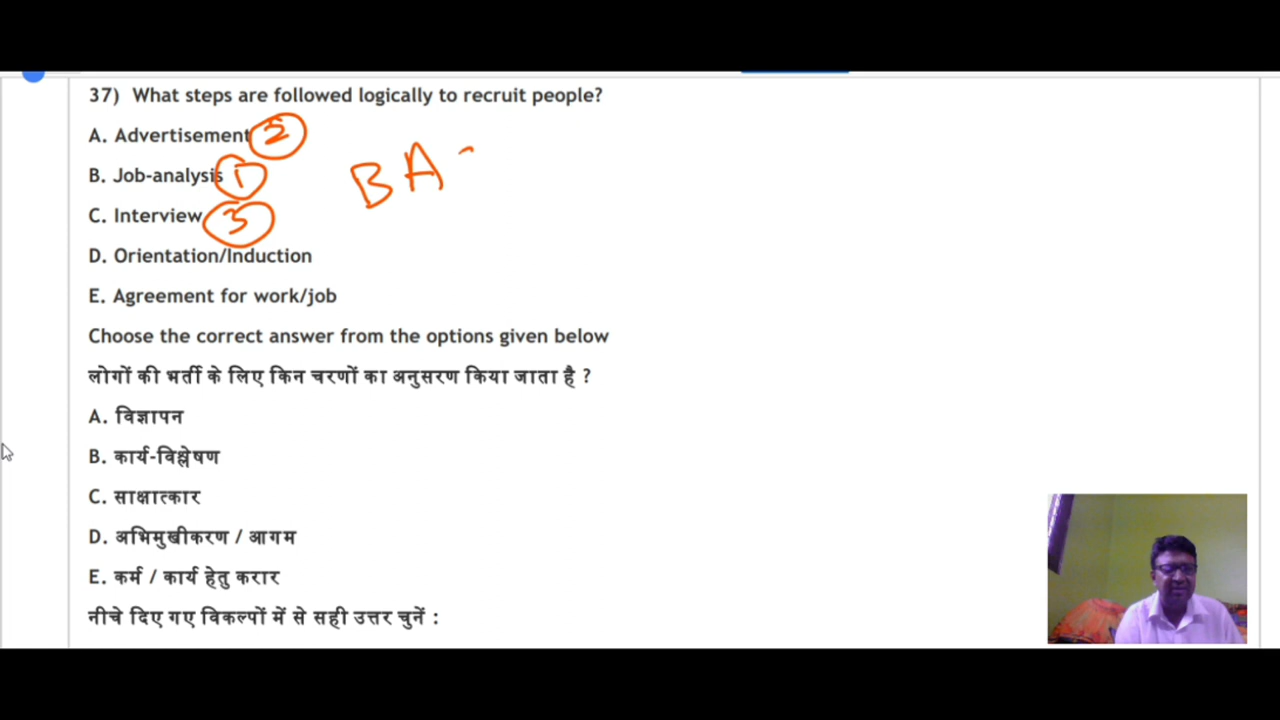 37) What steps are followed logically to recruit people?
A. Advertisement 2
B. Job-analysis 1
BA
C. Interview 3
D. Orientation/Induction
E. Agreement for work/job
Choose the correct answer from the options given below
लोगों की भर्ती के लिए किन चरणों का अनुसरण किया जाता है ?
A. विज्ञापन
B. कार्य-विश्लेषण
C. साक्षात्कार
D. अभिमुखीकरण / आगम
E. कर्म / कार्य हेतु करार
नीचे दिए गए विकल्पों में से सही उत्तर चुनें :